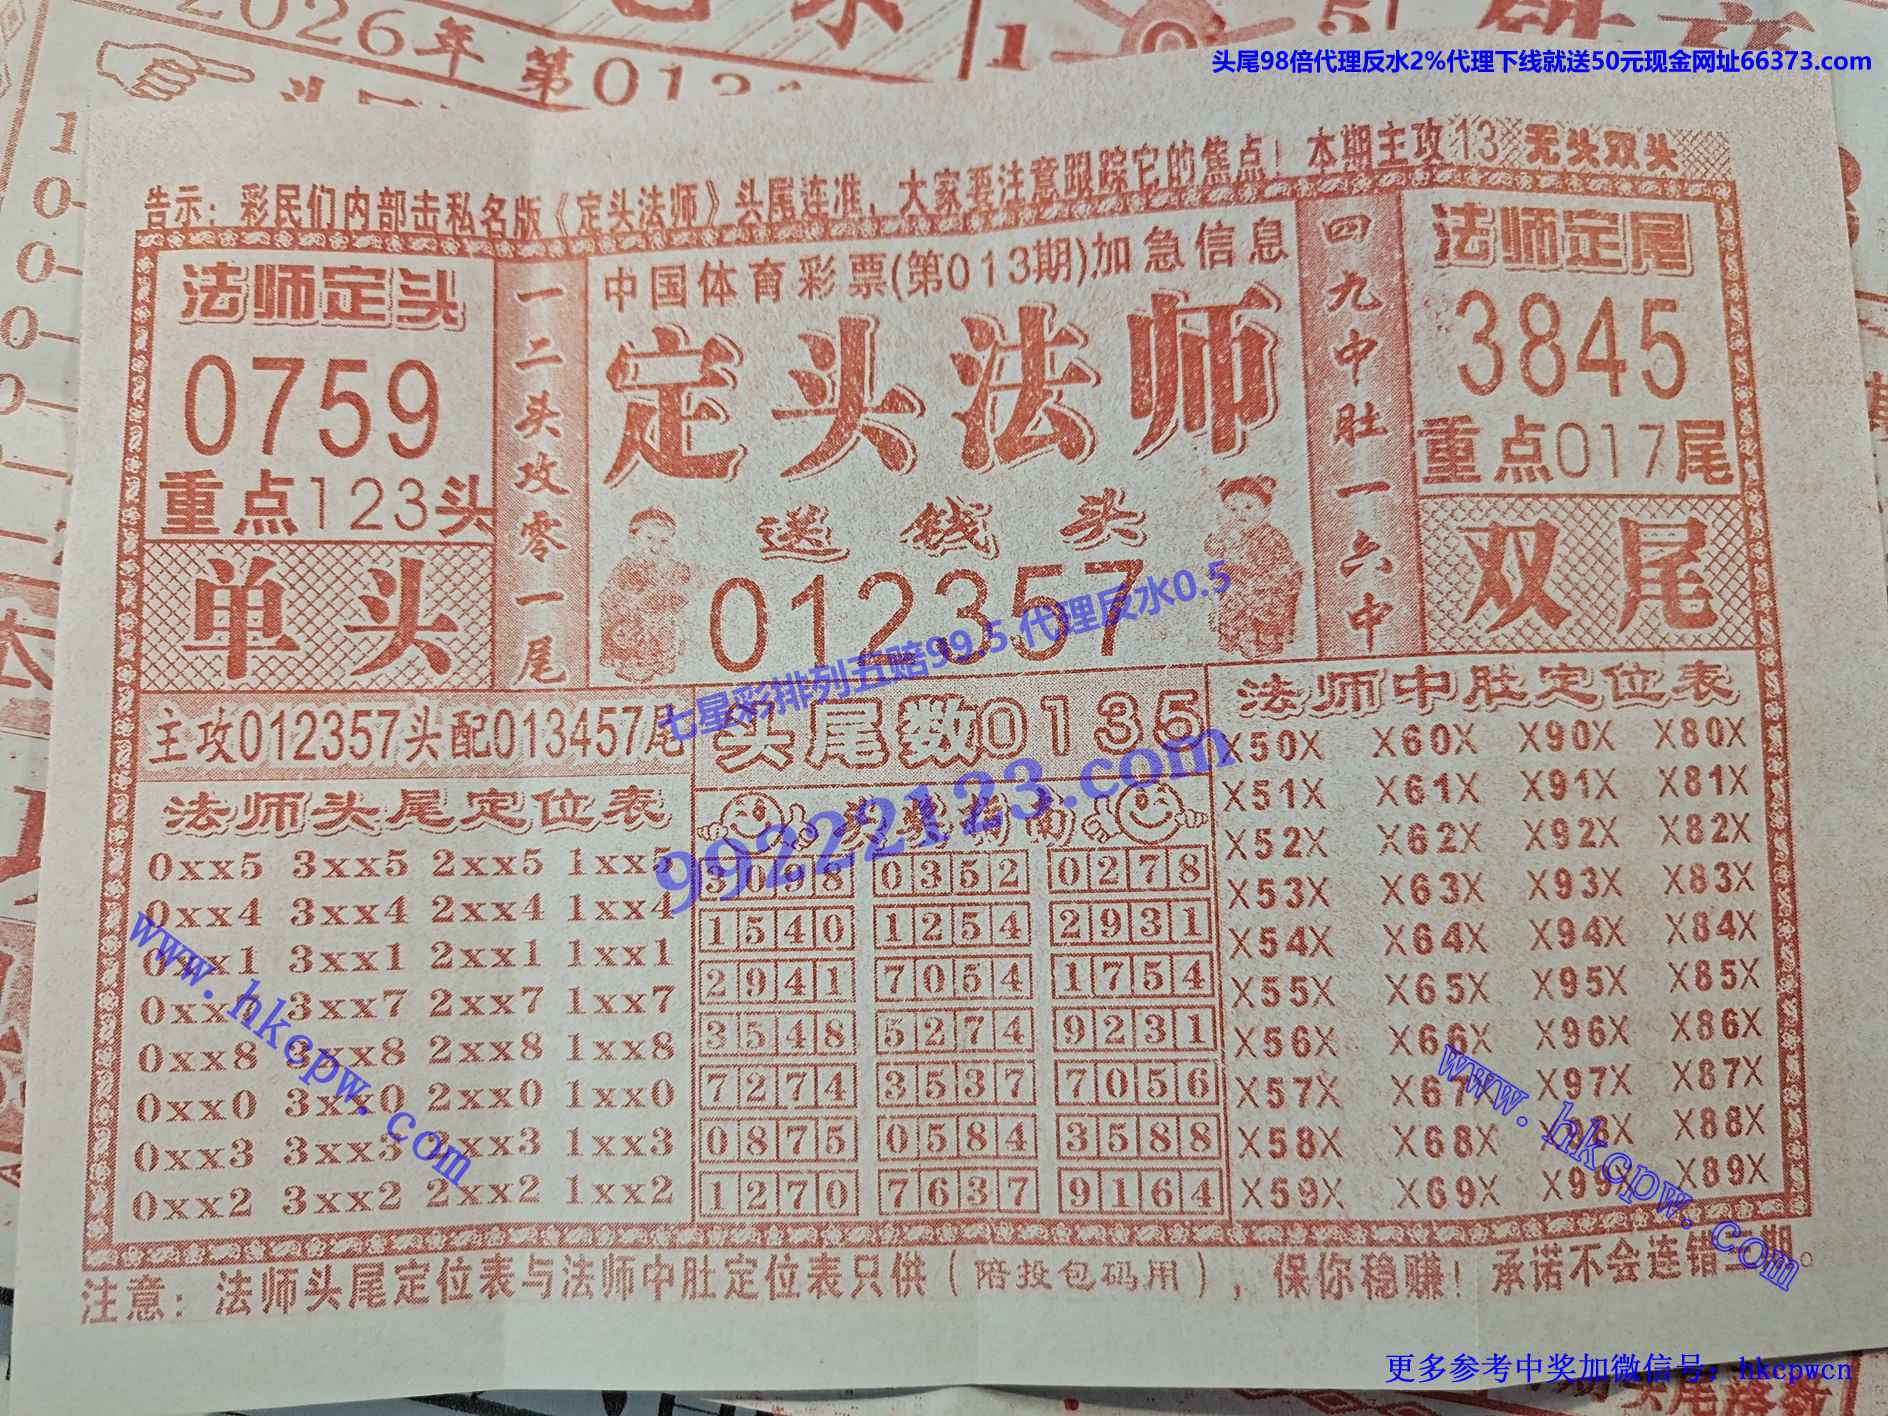 2026年 第013
头尾98倍代理反水2%代理下线就送50元现金网址66373.com
告示：彩民们内部击私名版《定头法师》头尾连准，大家要注意跟踪它的焦点！本期主攻13 无头双头
法师定头
0759
重点123头
单头
一二头攻零一尾
中国体育彩票(第013期)加急信息
定头法师
送钱头
012357
四九中肚一六中
法师定尾
3845
重点017尾
双尾
七星彩排列五赔99.5 代理反水0.5
主攻012357头配013457尾
头尾数0135
99222123.com
法师头尾定位表
0xx5 3xx5 2xx5 1xx5
0xx4 3xx4 2xx4 1xx4
0xx1 3xx1 2xx1 1xx1
0xx7 3xx7 2xx7 1xx7
0xx8 3xx8 2xx8 1xx8
0xx0 3xx0 2xx0 1xx0
0xx3 3xx3 2xx3 1xx3
0xx2 3xx2 2xx2 1xx2
www.hkcpw.com
3098 0352 0278
1540 1254 2931
2941 7054 1754
3548 5274 9231
7274 3537 7056
0875 0584 3588
1270 7637 9164
法师中肚定位表
X50X X60X X90X X80X
X51X X61X X91X X81X
X52X X62X X92X X82X
X53X X63X X93X X83X
X54X X64X X94X X84X
X55X X65X X95X X85X
X56X X66X X96X X86X
X57X X67X X97X X87X
X58X X68X X98X X88X
X59X X69X X99X X89X
www.hkcpw.com
注意：法师头尾定位表与法师中肚定位表只供（陪投包码用），保你稳赚！承诺不会连错三期。
更多参考中奖加微信号：hkcpwcn